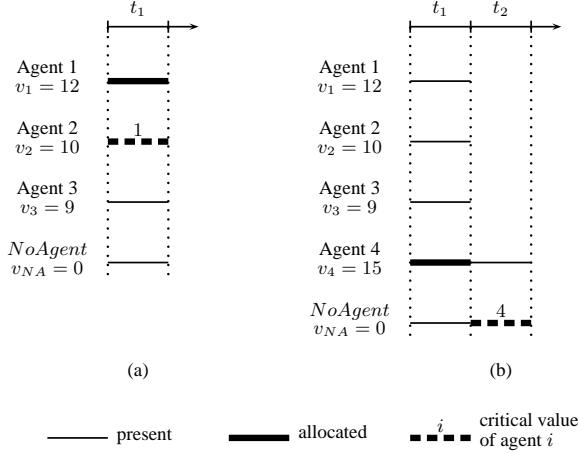 t₁
Agent 1
v₁ = 12
Agent 2
v₂ = 10
1
Agent 3
v₃ = 9
NoAgent
v_NA = 0
(a)
t₁ t₂
Agent 1
v₁ = 12
Agent 2
v₂ = 10
Agent 3
v₃ = 9
Agent 4
v₄ = 15
NoAgent
v_NA = 0
4
(b)
present
allocated
i
critical value
of agent i